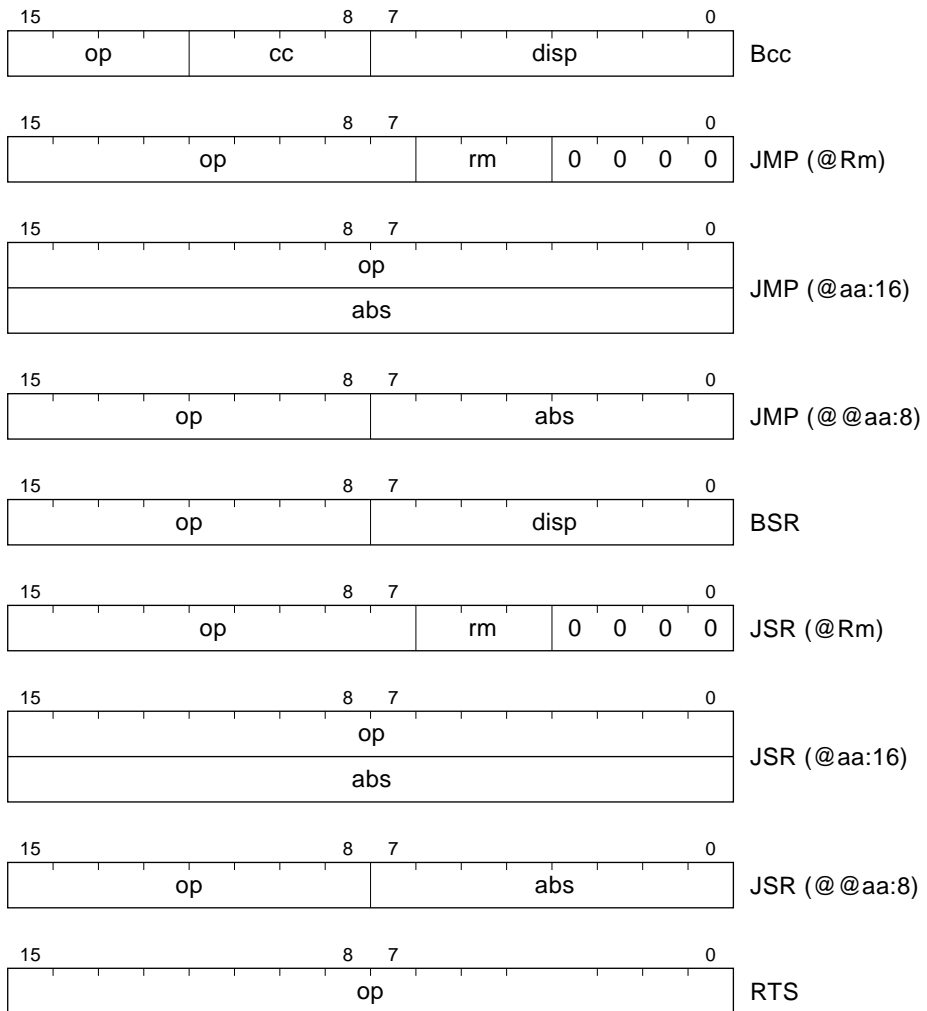 15 8 7 0
op cc disp Bcc
15 8 7 0
op rm 0 0 0 0 JMP (@Rm)
15 8 7 0
op
JMP (@aa:16)
abs
15 8 7 0
op abs JMP (@@aa:8)
15 8 7 0
op disp BSR
15 8 7 0
op rm 0 0 0 0 JSR (@Rm)
15 8 7 0
op
JSR (@aa:16)
abs
15 8 7 0
op abs JSR (@@aa:8)
15 8 7 0
op RTS